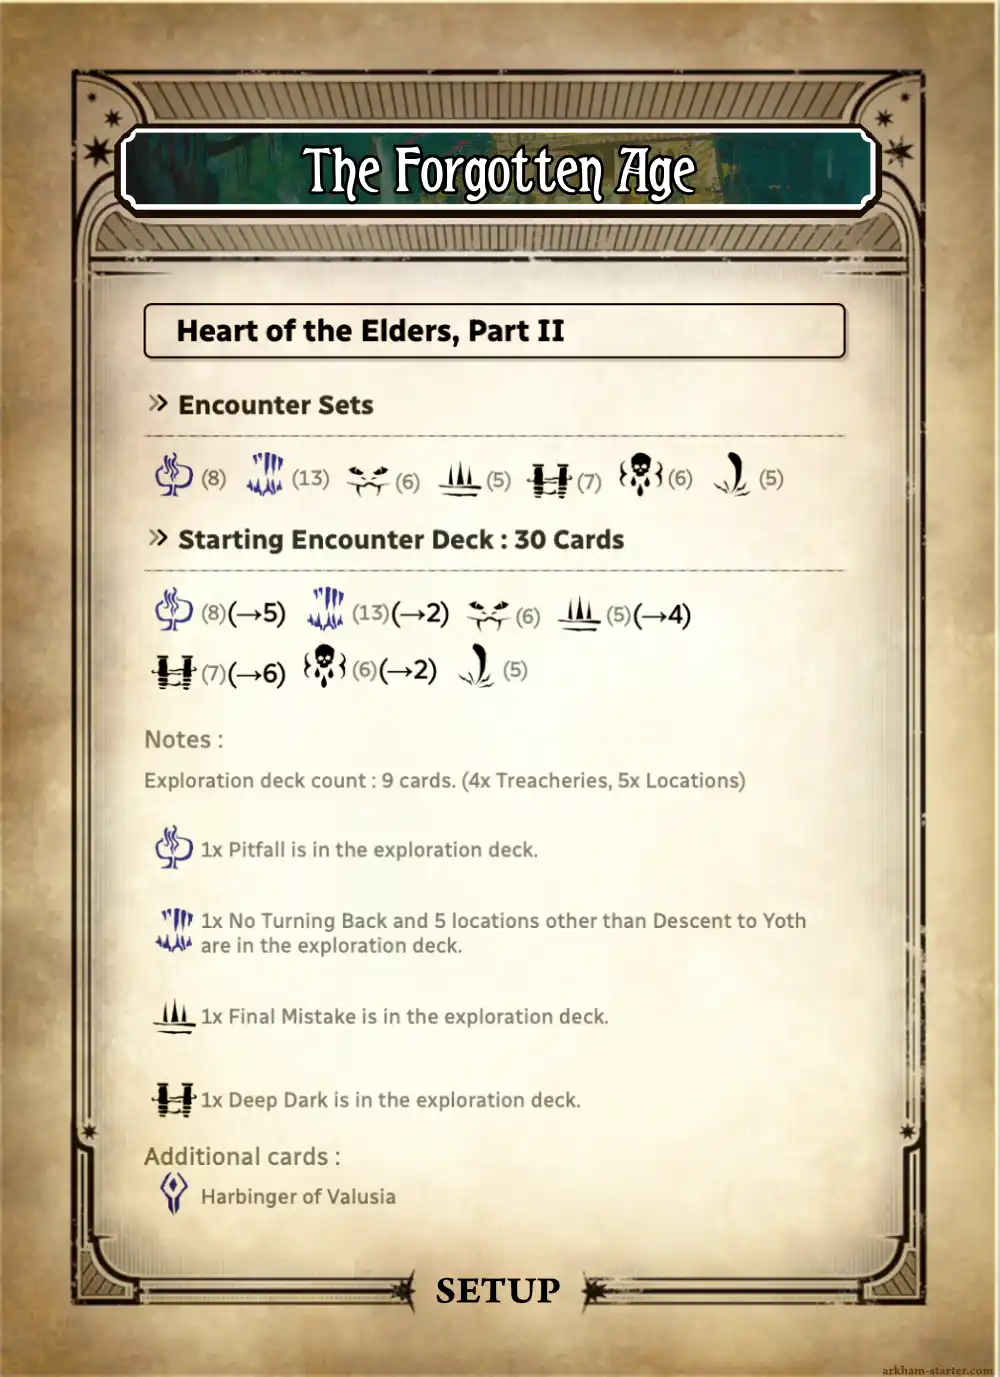 The Forgotten Age
Heart of the Elders, Part II
» Encounter Sets
(8) (13) (6) (5) (7) (6) (5)
» Starting Encounter Deck : 30 Cards
(8)(→5) (13)(→2) (6) (5)(→4)
(7)(→6) (6)(→2) (5)
Notes :
Exploration deck count : 9 cards. (4x Treacheries, 5x Locations)
1x Pitfall is in the exploration deck.
1x No Turning Back and 5 locations other than Descent to Yoth
are in the exploration deck.
1x Final Mistake is in the exploration deck.
1x Deep Dark is in the exploration deck.
Additional cards :
Harbinger of Valusia
SETUP
arkham-starter.com